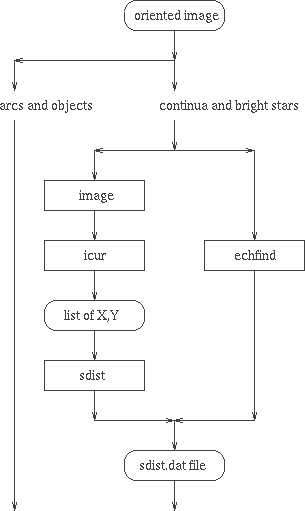 oriented image
arcs and objects
continua and bright stars
image
icur
echfind
list of X,Y
sdist
sdist.dat file